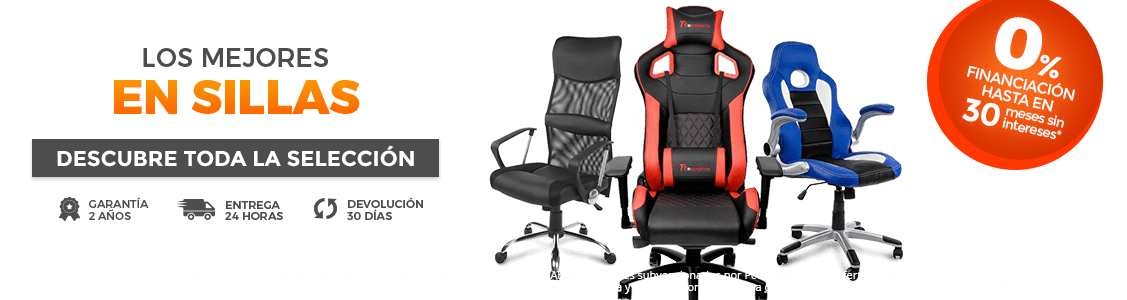 LOS MEJORES
EN SILLAS
DESCUBRE TODA LA SELECCIÓN
GARANTÍA
2 AÑOS
ENTREGA
24 HORAS
DEVOLUCIÓN
30 DÍAS
0%
FINANCIACIÓN
HASTA EN
30 meses sin
intereses*
por